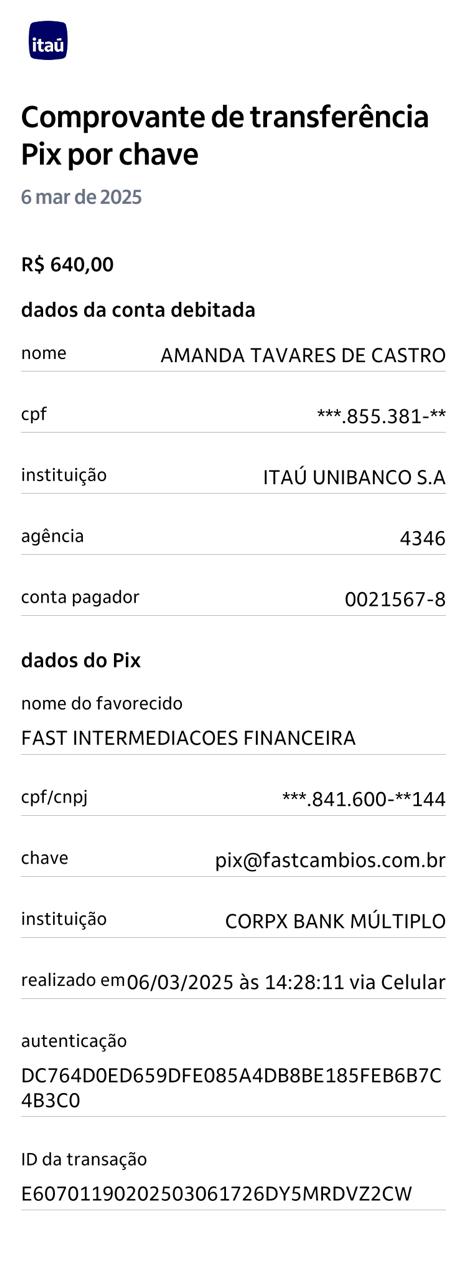 itaú
Comprovante de transferência
Pix por chave
6 mar de 2025
R$ 640,00
dados da conta debitada
nome AMANDA TAVARES DE CASTRO
cpf ***.855.381-**
instituição ITAÚ UNIBANCO S.A
agência 4346
conta pagador 0021567-8
dados do Pix
nome do favorecido
FAST INTERMEDIACOES FINANCEIRA
cpf/cnpj ***.841.600-**144
chave pix@fastcambios.com.br
instituição CORPX BANK MÚLTIPLO
realizado em 06/03/2025 às 14:28:11 via Celular
autenticação
DC764D0ED659DFE085A4DB8BE185FEB6B7C
4B3C0
ID da transação
E60701190202503061726DY5MRDVZ2CW